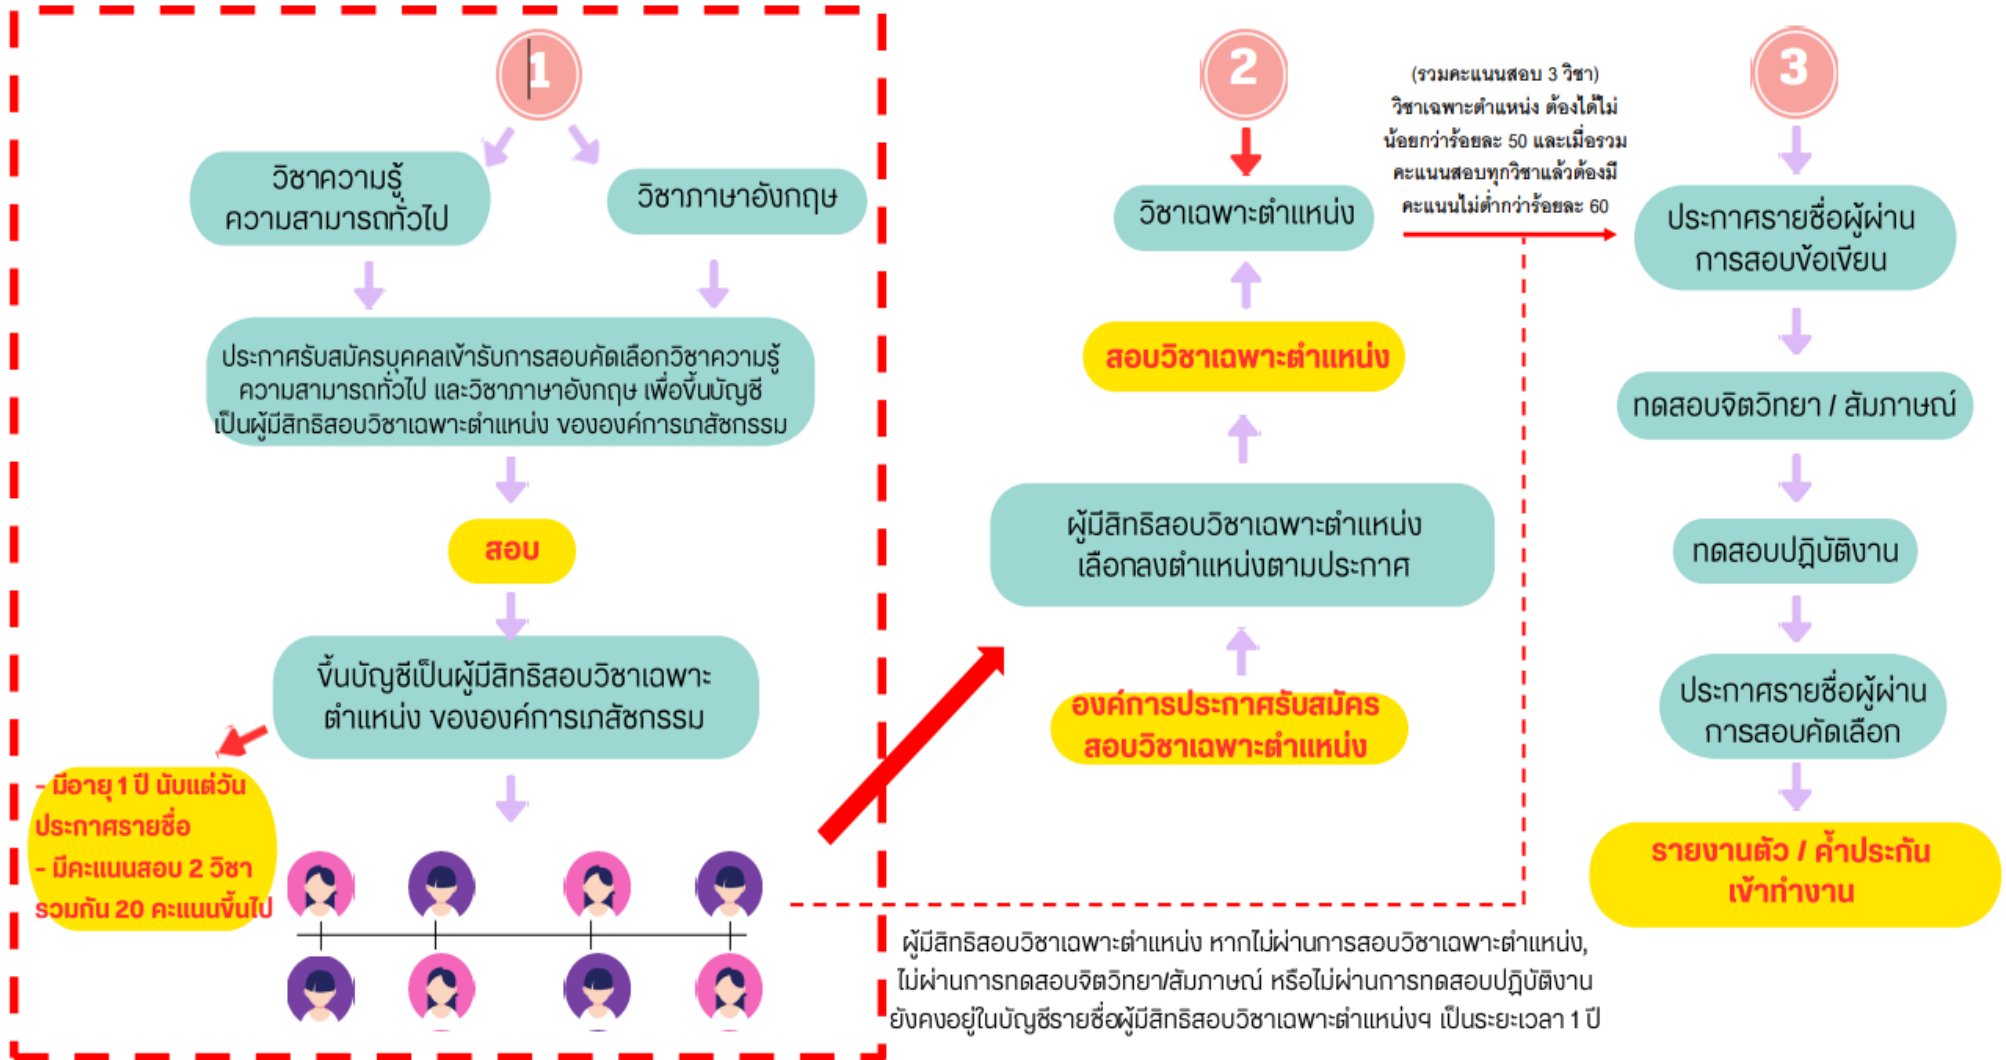 1
วิชาความรู้
ความสามารถทั่วไป
วิชาภาษาอังกฤษ
ประกาศรับสมัครบุคคลเข้ารับการสอบคัดเลือกวิชาความรู้
ความสามารถทั่วไป และวิชาภาษาอังกฤษ เพื่อขึ้นบัญชี
เป็นผู้มีสิทธิสอบวิชาเฉพาะตำแหน่ง ขององค์การเภสัชกรรม
สอบ
ขึ้นบัญชีเป็นผู้มีสิทธิสอบวิชาเฉพาะ
ตำแหน่ง ขององค์การเภสัชกรรม
- มีอายุ 1 ปี นับแต่วัน
ประกาศรายชื่อ
- มีคะแนนสอบ 2 วิชา
รวมกัน 20 คะแนนขึ้นไป
2
วิชาเฉพาะตำแหน่ง
สอบวิชาเฉพาะตำแหน่ง
ผู้มีสิทธิสอบวิชาเฉพาะตำแหน่ง
เลือกลงตำแหน่งตามประกาศ
องค์การประกาศรับสมัคร
สอบวิชาเฉพาะตำแหน่ง
(รวมคะแนนสอบ 3 วิชา)
วิชาเฉพาะตำแหน่ง ต้องได้ไม่
น้อยกว่าร้อยละ 50 และเมื่อรวม
คะแนนสอบทุกวิชาแล้วต้องมี
คะแนนไม่ต่ำกว่าร้อยละ 60
3
ประกาศรายชื่อผู้ผ่าน
การสอบข้อเขียน
ทดสอบจิตวิทยา / สัมภาษณ์
ทดสอบปฏิบัติงาน
ประกาศรายชื่อผู้ผ่าน
การสอบคัดเลือก
รายงานตัว / ค้ำประกัน
เข้าทำงาน
ผู้มีสิทธิสอบวิชาเฉพาะตำแหน่ง หากไม่ผ่านการสอบวิชาเฉพาะตำแหน่ง,
ไม่ผ่านการทดสอบจิตวิทยา/สัมภาษณ์ หรือไม่ผ่านการทดสอบปฏิบัติงาน
ยังคงอยู่ในบัญชีรายชื่อผู้มีสิทธิสอบวิชาเฉพาะตำแหน่งฯ เป็นระยะเวลา 1 ปี